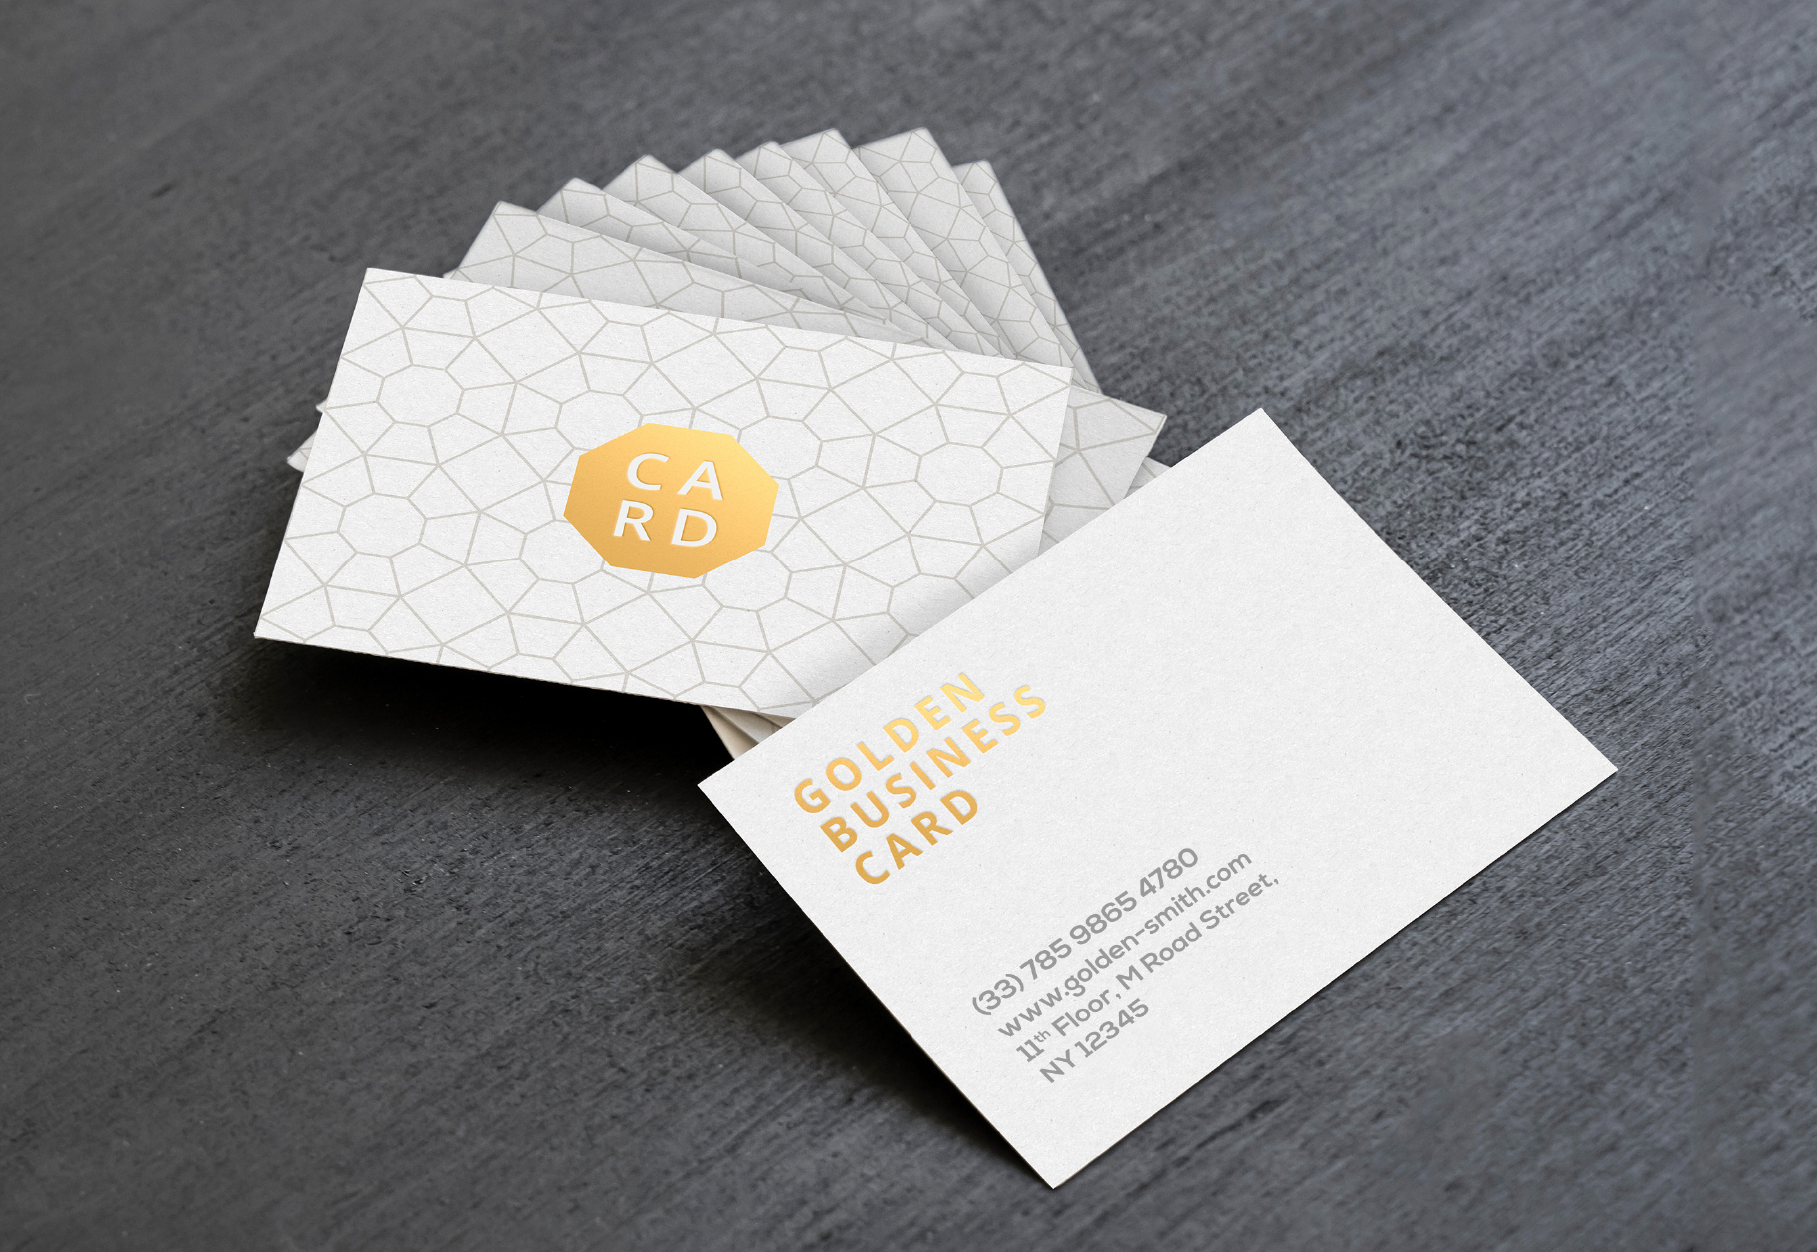 CA
RD
GOLDEN
BUSINESS
CARD
(33) 785 9865 4780
www.golden-smith.com
11th Floor, M Road Street,
NY 12345